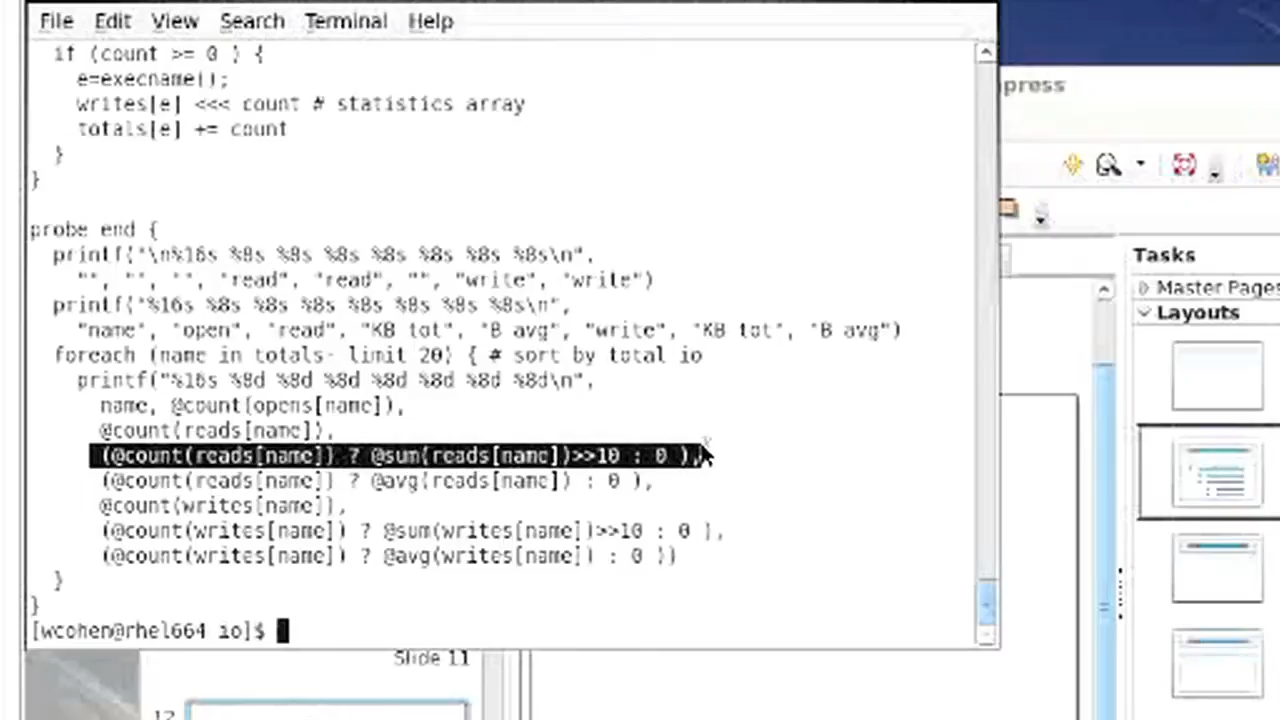 File Edit View Search Terminal Help
if (count >= 0 ) {
e=execname();
writes[e] <<< count # statistics array
totals[e] += count
}
}
probe end {
printf("\n%16s %8s %8s %8s %8s %8s %8s %8s\n",
"", "", "", "read", "read", "", "write", "write")
printf("%16s %8s %8s %8s %8s %8s %8s %8s\n",
"name", "open", "read", "KB tot", "B avg", "write", "KB tot", "B avg")
foreach (name in totals- limit 20) { # sort by total io
printf("%16s %8d %8d %8d %8d %8d %8d %8d\n",
name, @count(opens[name]),
@count(reads[name]),
(@count(reads[name]) ? @sum(reads[name])>>10 : 0 ),
(@count(reads[name]) ? @avg(reads[name]) : 0 ),
@count(writes[name]),
(@count(writes[name]) ? @sum(writes[name])>>10 : 0 ),
(@count(writes[name]) ? @avg(writes[name]) : 0 ))
}
}
[wcohen@rhel664 io]$
press
Tasks
Master Pages
Layouts
Slide 11
12